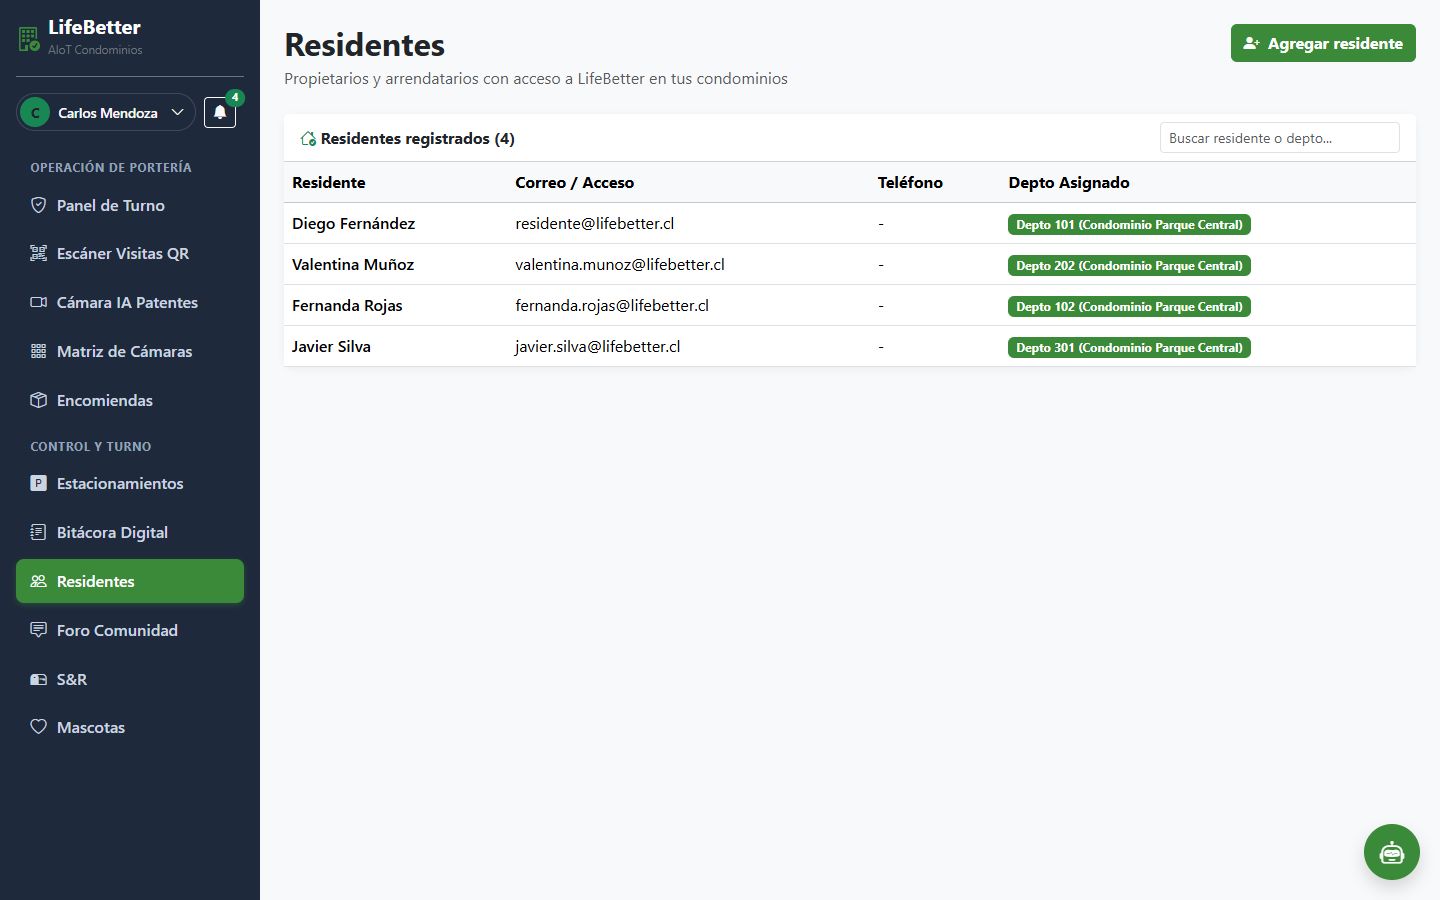 LifeBetter
AIoT Condominios
C Carlos Mendoza 4
OPERACIÓN DE PORTERÍA
Panel de Turno
Escáner Visitas QR
Cámara IA Patentes
Matriz de Cámaras
Encomiendas
CONTROL Y TURNO
P Estacionamientos
Bitácora Digital
Residentes
Foro Comunidad
S&R
Mascotas
Residentes
Agregar residente
Propietarios y arrendatarios con acceso a LifeBetter en tus condominios
Residentes registrados (4)
Buscar residente o depto...
Residente Correo / Acceso Teléfono Depto Asignado
Diego Fernández residente@lifebetter.cl - Depto 101 (Condominio Parque Central)
Valentina Muñoz valentina.munoz@lifebetter.cl - Depto 202 (Condominio Parque Central)
Fernanda Rojas fernanda.rojas@lifebetter.cl - Depto 102 (Condominio Parque Central)
Javier Silva javier.silva@lifebetter.cl - Depto 301 (Condominio Parque Central)